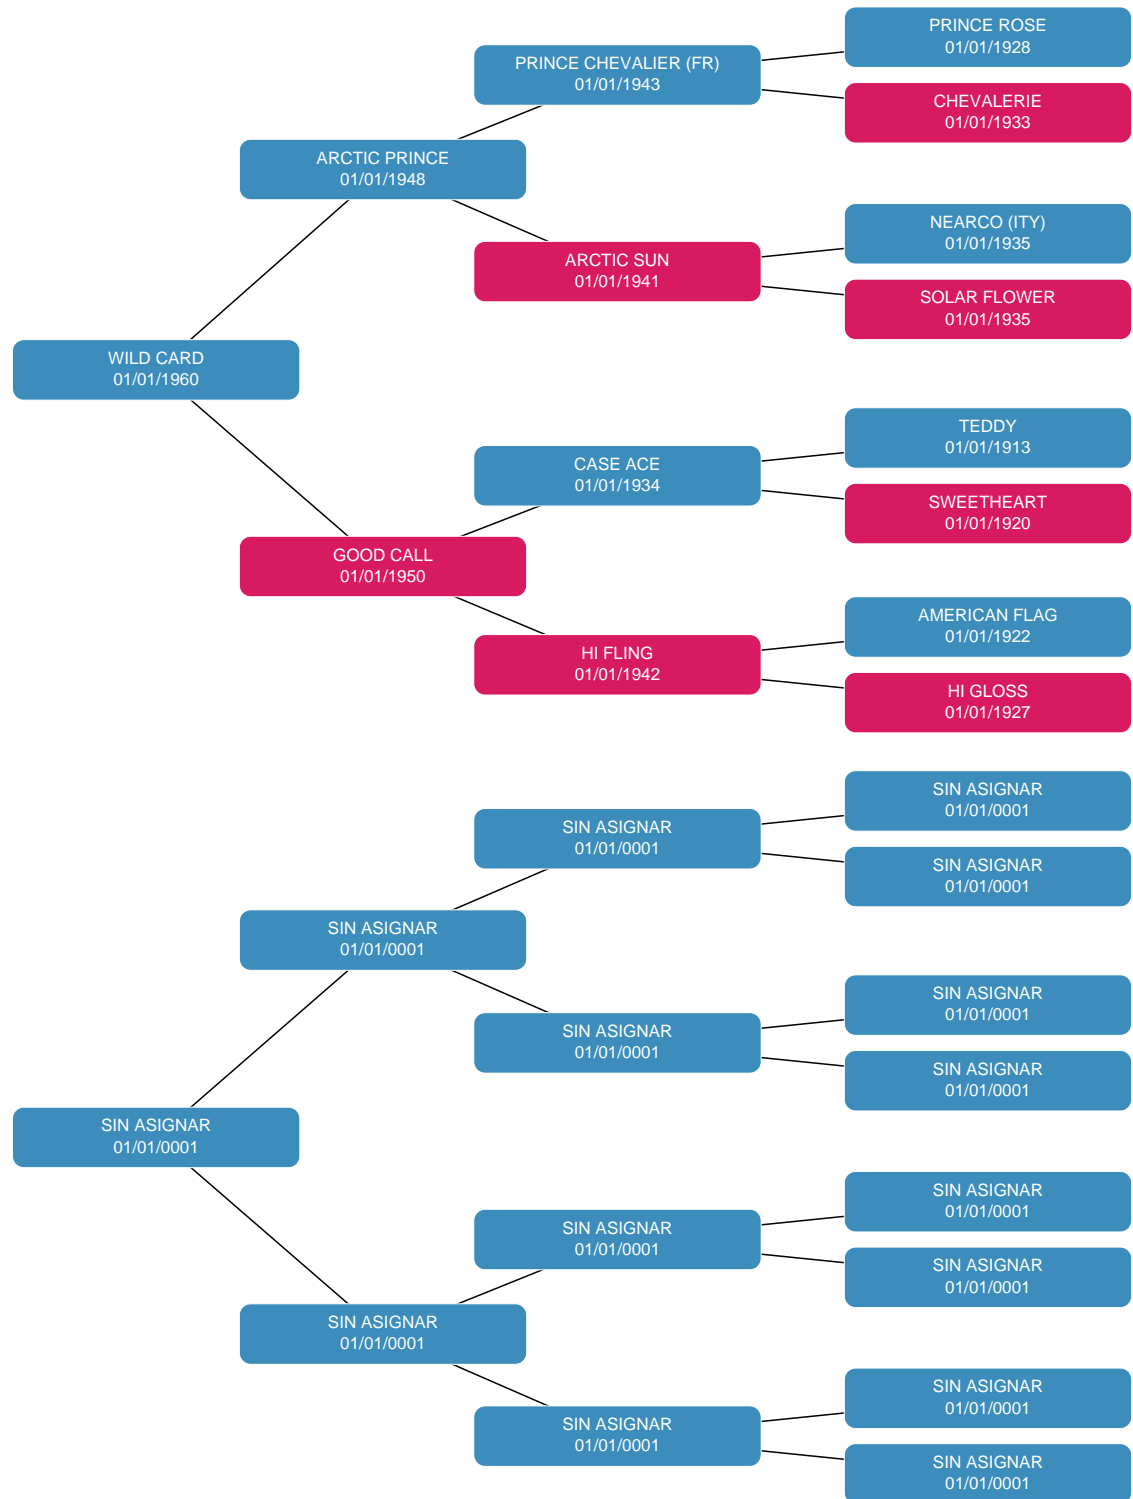 PRINCE ROSE
01/01/1928
PRINCE CHEVALIER (FR)
01/01/1943
CHEVALERIE
01/01/1933
ARCTIC PRINCE
01/01/1948
NEARCO (ITY)
01/01/1935
ARCTIC SUN
01/01/1941
SOLAR FLOWER
01/01/1935
WILD CARD
01/01/1960
TEDDY
01/01/1913
CASE ACE
01/01/1934
SWEETHEART
01/01/1920
GOOD CALL
01/01/1950
AMERICAN FLAG
01/01/1922
HI FLING
01/01/1942
HI GLOSS
01/01/1927
SIN ASIGNAR
01/01/0001
SIN ASIGNAR
01/01/0001
SIN ASIGNAR
01/01/0001
SIN ASIGNAR
01/01/0001
SIN ASIGNAR
01/01/0001
SIN ASIGNAR
01/01/0001
SIN ASIGNAR
01/01/0001
SIN ASIGNAR
01/01/0001
SIN ASIGNAR
01/01/0001
SIN ASIGNAR
01/01/0001
SIN ASIGNAR
01/01/0001
SIN ASIGNAR
01/01/0001
SIN ASIGNAR
01/01/0001
SIN ASIGNAR
01/01/0001
SIN ASIGNAR
01/01/0001